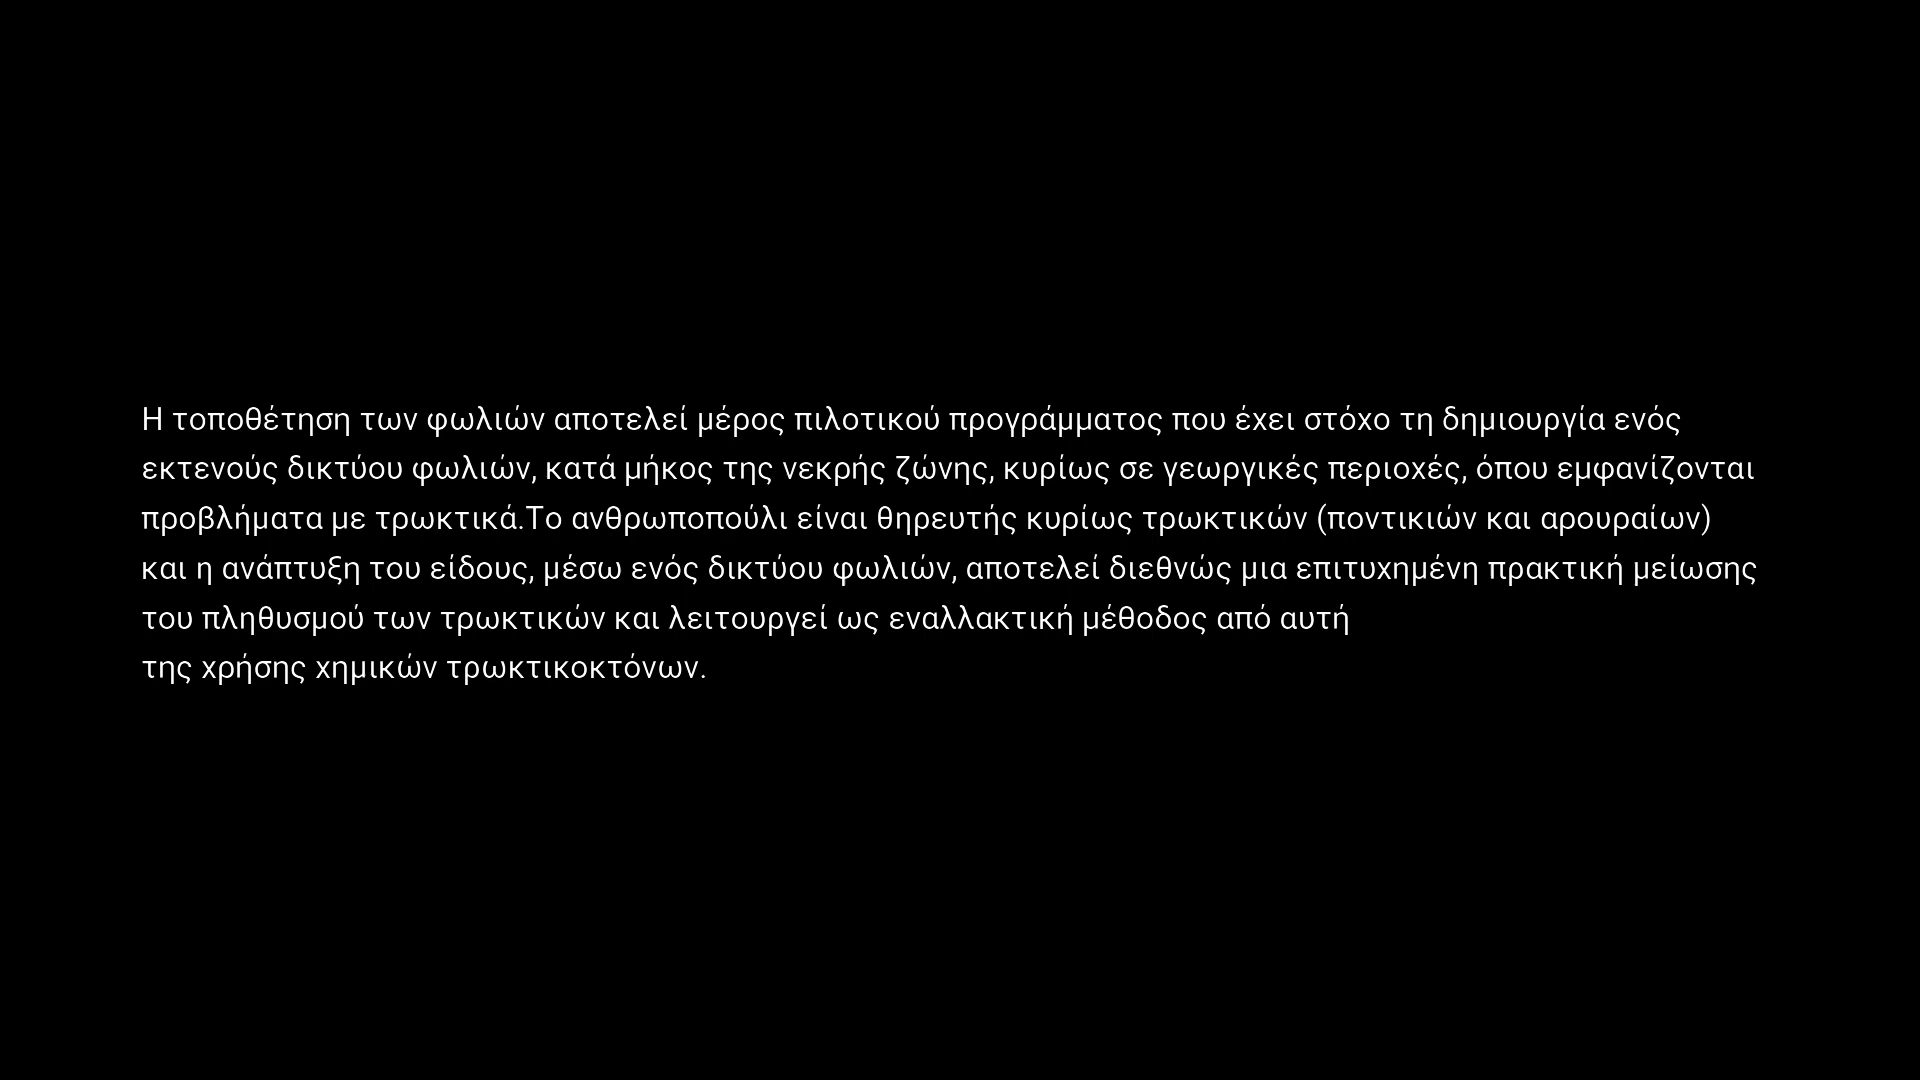 Η τοποθέτηση των φωλιών αποτελεί μέρος πιλοτικού προγράμματος που έχει στόχο τη δημιουργία ενός
εκτενούς δικτύου φωλιών, κατά μήκος της νεκρής ζώνης, κυρίως σε γεωργικές περιοχές, όπου εμφανίζονται
προβλήματα με τρωκτικά.Το ανθρωποπούλι είναι θηρευτής κυρίως τρωκτικών (ποντικιών και αρουραίων)
και η ανάπτυξη του είδους, μέσω ενός δικτύου φωλιών, αποτελεί διεθνώς μια επιτυχημένη πρακτική μείωσης
του πληθυσμού των τρωκτικών και λειτουργεί ως εναλλακτική μέθοδος από αυτή
της χρήσης χημικών τρωκτικοκτόνων.